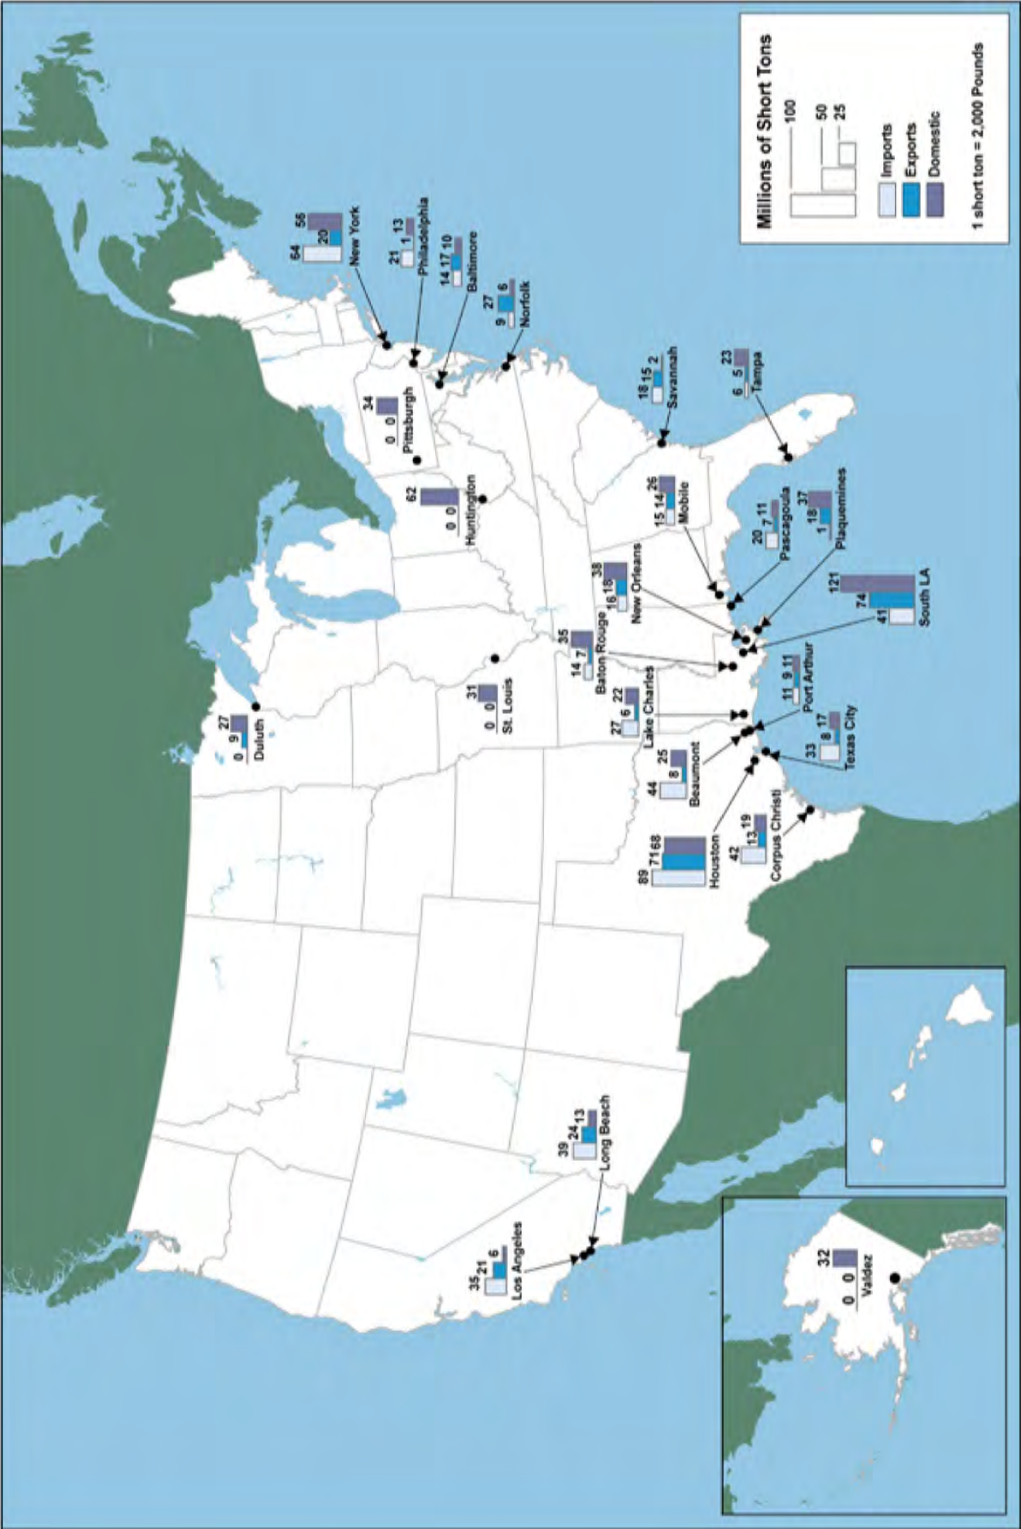 64
20
56
New York
21
1
13
Philadelphia
14 17 10
Baltimore
9
27
6
Norfolk
0 0
34
Pittsburgh
0 0
62
Huntington
18 15 2
Savannah
6 5
23
Tampa
15 14
26
Mobile
20
7 11
Pascagoula
1
18
37
Plaquemines
16 18
38
New Orleans
41
74
121
South LA
14 7
35
Baton Rouge
27
6
22
Lake Charles
11 9 11
Port Arthur
33
8
17
Texas City
44
8
25
Beaumont
89
71 68
Houston
42
13
19
Corpus Christi
0 0
31
St. Louis
0
9
27
Duluth
39
24
13
Long Beach
35
21
6
Los Angeles
0 0
32
Valdez
Millions of Short Tons
100
50
25
Imports
Exports
Domestic
1 short ton = 2,000 Pounds